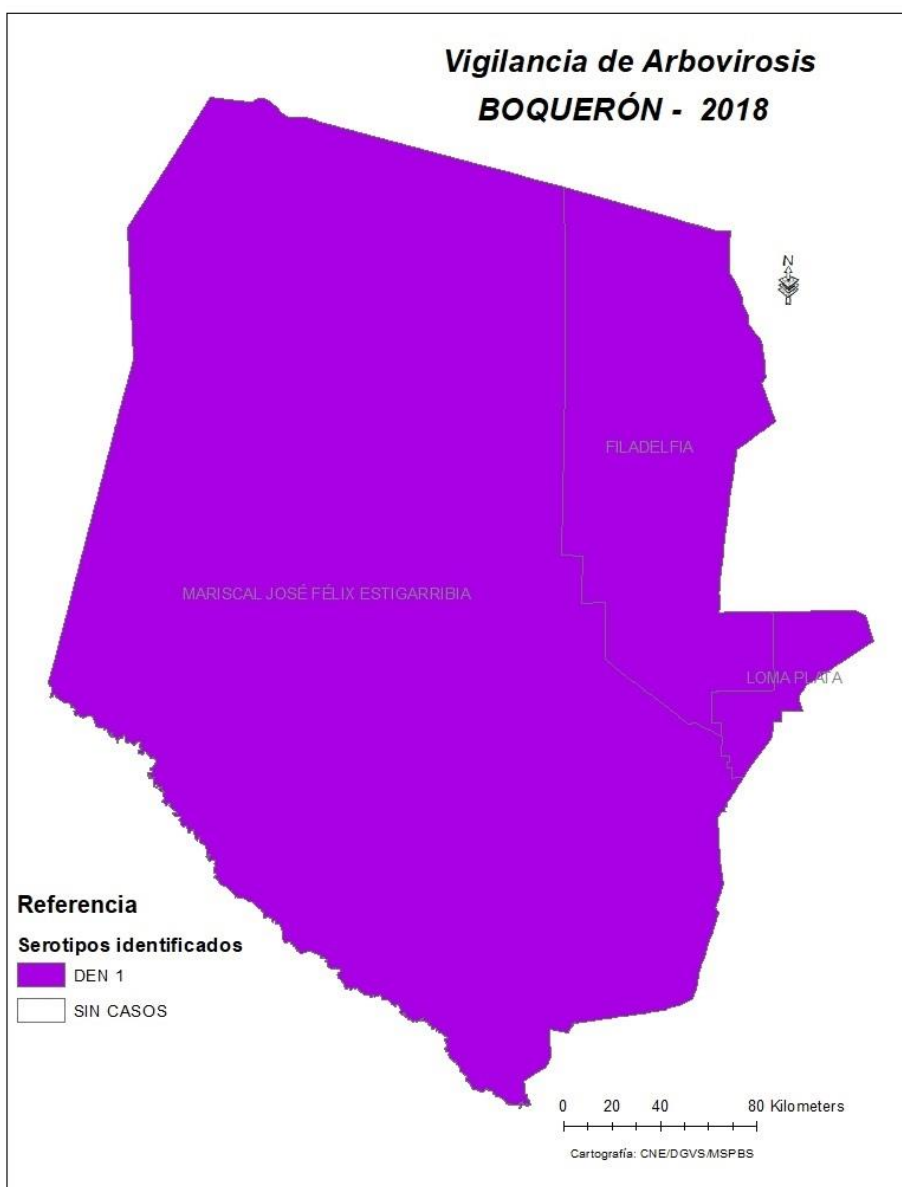 Vigilancia de Arbovirosis
BOQUERÓN - 2018
N
FILADELFIA
MARISCAL JOSÉ FÉLIX ESTIGARRIBIA
LOMA PLATA
Referencia
Serotipos identificados
DEN 1
SIN CASOS
0 20 40 80 Kilometers
Cartografía: CNE/DGVS/MSPBS